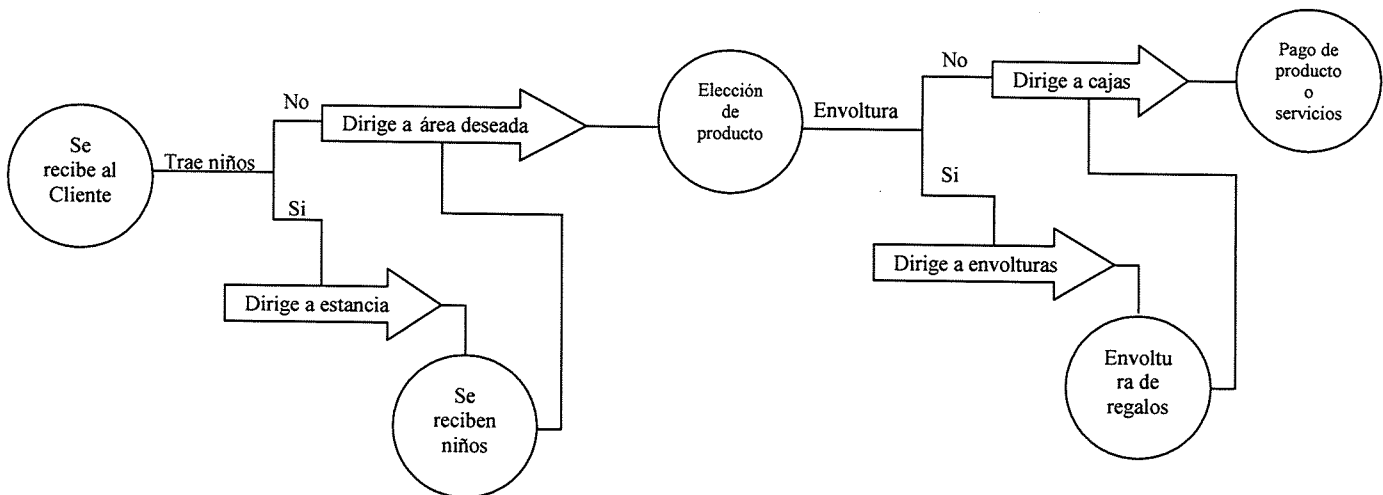 Se
recibe al
Cliente
Trae niños
No
Dirige a área deseada
Si
Dirige a estancia
Se
reciben
niños
Elección
de
producto
Envoltura
No
Dirige a cajas
Si
Dirige a envolturas
Envoltu
ra de
regalos
Pago de
producto
o
servicios